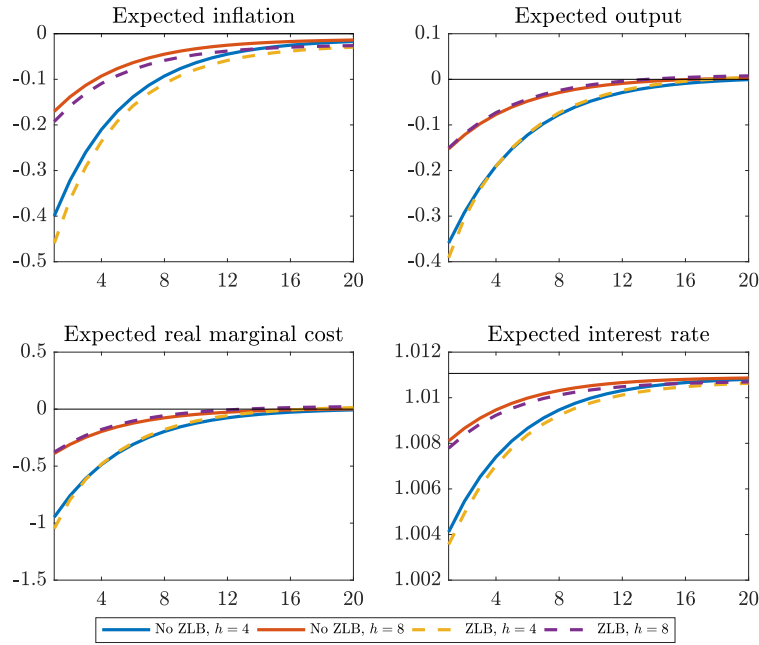 Expected inflation
0
-0.1
-0.2
-0.3
-0.4
-0.5
4 8 12 16 20
Expected output
0.1
0
-0.1
-0.2
-0.3
-0.4
4 8 12 16 20
Expected real marginal cost
0.5
0
-0.5
-1
-1.5
4 8 12 16 20
Expected interest rate
1.012
1.01
1.008
1.006
1.004
1.002
4 8 12 16 20
No ZLB, h = 4 No ZLB, h = 8 ZLB, h = 4 ZLB, h = 8